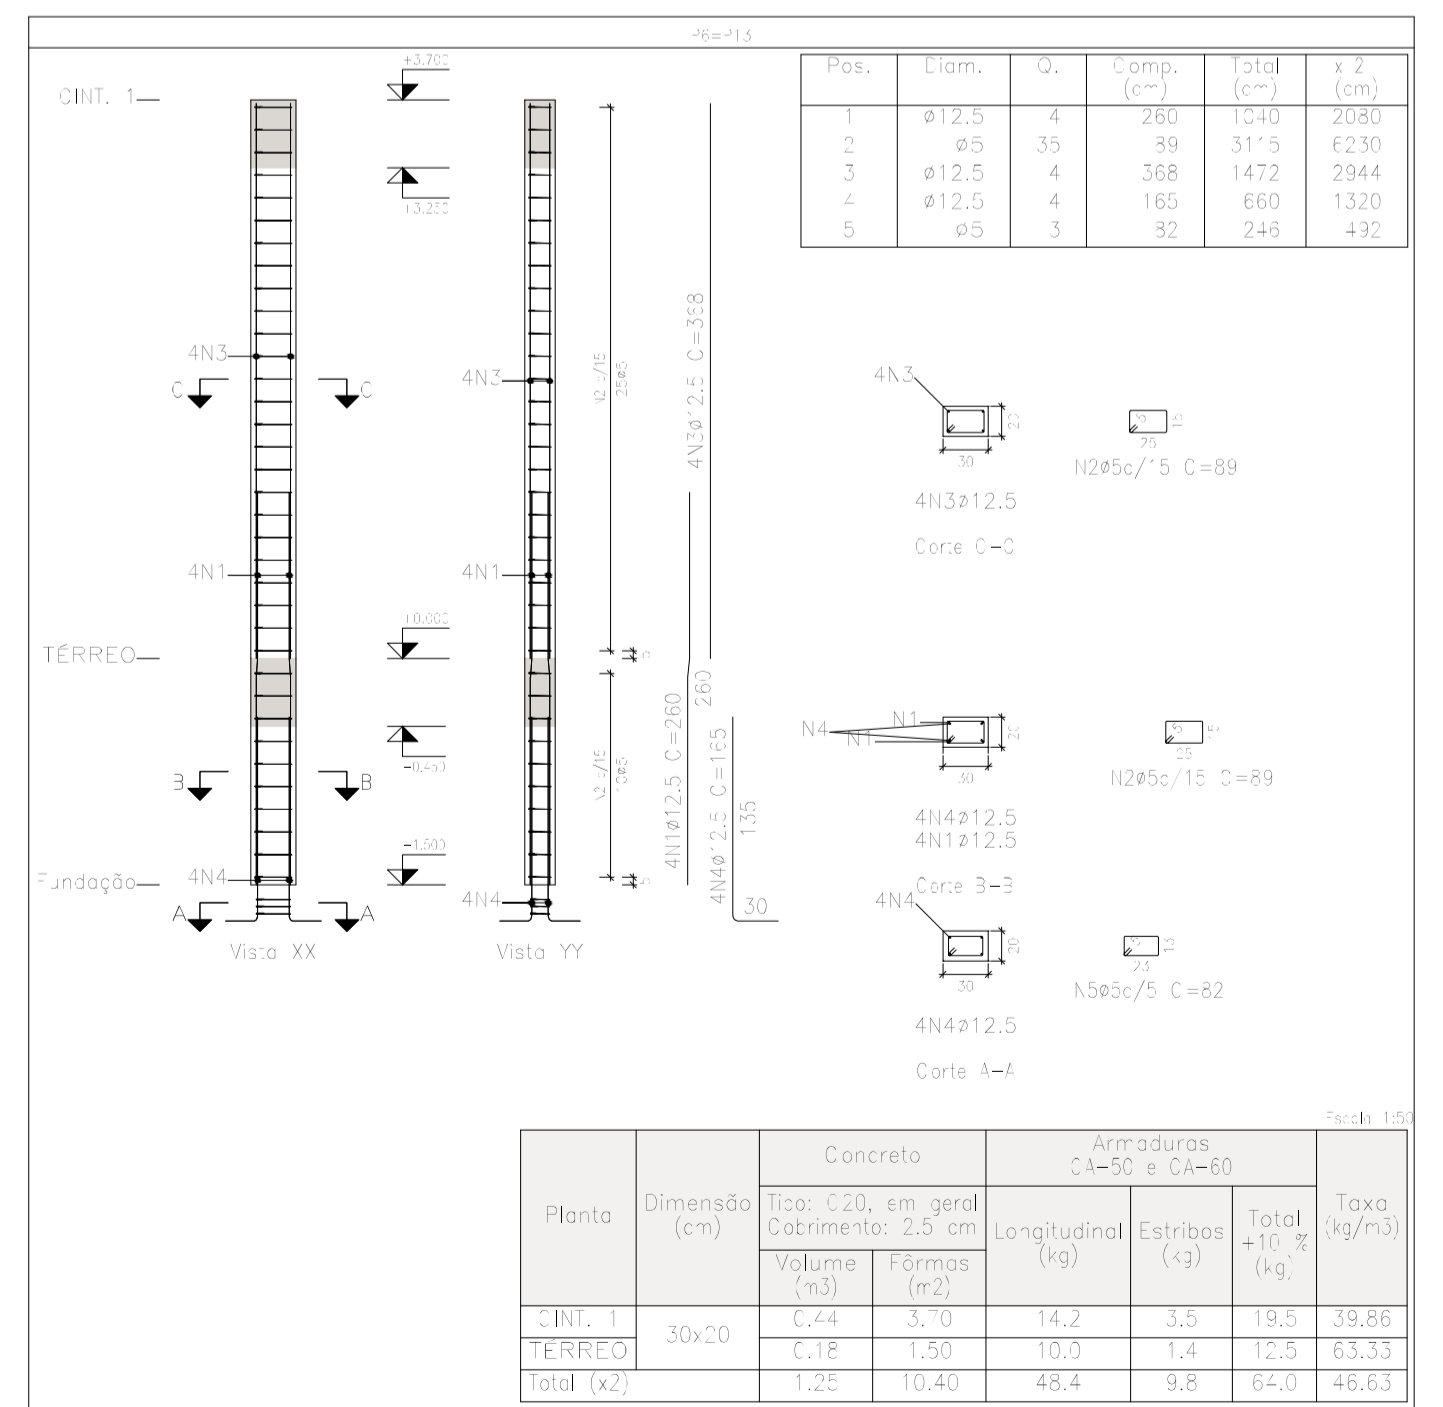 P6=P13
Pos. Diam. Q. Comp. (cm) Total (cm) x 2 (cm)
1 ø12.5 4 260 1040 2080
2 ø5 35 89 3115 6230
3 ø12.5 4 368 1472 2944
4 ø12.5 4 165 660 1320
5 ø5 3 82 246 492
CINT. 1
+3.700
+3.250
4N3
C C
4N1
TÉRREO
+0.000
-0.450
B B
-1.500
Fundação
4N4
A A
Vista XX
4N3
4N1
4N4
Vista YY
N2 c/15
25ø5
5
N2 c/15
10ø5
5
4N3ø12.5 C=368
4N1ø12.5 C=260
260
4N4ø12.5 C=165
135
30
4N3
20
30
4N3ø12.5
Corte C-C
5
15
25
N2ø5c/15 C=89
N4
N1
N1
20
30
4N4ø12.5
4N1ø12.5
Corte B-B
5
15
25
N2ø5c/15 C=89
4N4
20
30
4N4ø12.5
Corte A-A
5
13
23
N5ø5c/5 C=82
Escala 1:50
Planta
Dimensão
(cm)
Concreto
Tipo: C20, em geral
Cobrimento: 2.5 cm
Volume
(m3)
Fôrmas
(m2)
Armaduras
CA-50 e CA-60
Longitudinal
(kg)
Estribos
(kg)
Total
+10 %
(kg)
Taxa
(kg/m3)
CINT. 1 30x20 0.44 3.70 14.2 3.5 19.5 39.86
TÉRREO 0.18 1.50 10.0 1.4 12.5 63.33
Total (x2) 1.25 10.40 48.4 9.8 64.0 46.63